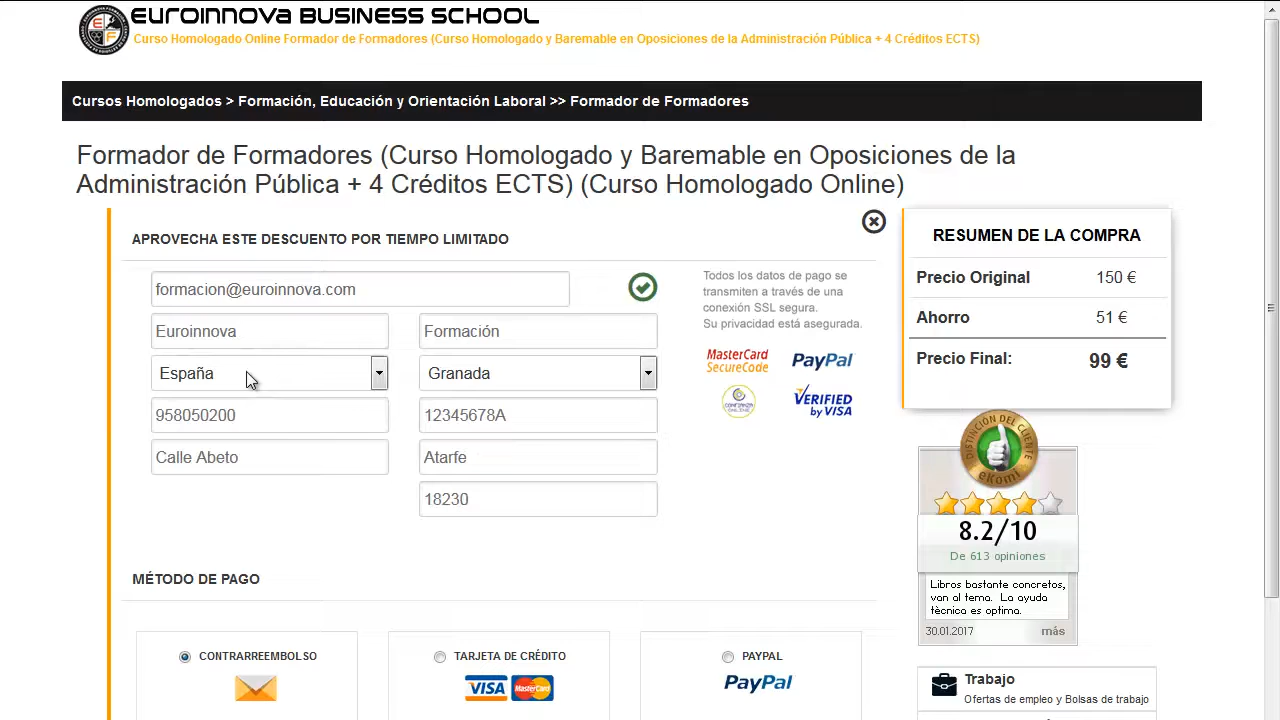 EUROINNOVA BUSINESS SCHOOL
Curso Homologado Online Formador de Formadores (Curso Homologado y Baremable en Oposiciones de la Administración Pública + 4 Créditos ECTS)
Cursos Homologados > Formación, Educación y Orientación Laboral >> Formador de Formadores
Formador de Formadores (Curso Homologado y Baremable en Oposiciones de la
Administración Pública + 4 Créditos ECTS) (Curso Homologado Online)
APROVECHA ESTE DESCUENTO POR TIEMPO LIMITADO
formacion@euroinnova.com
Euroinnova
Formación
España
Granada
958050200
12345678A
Calle Abeto
Atarfe
18230
Todos los datos de pago se
transmiten a través de una
conexión SSL segura.
Su privacidad está asegurada.
MasterCard
SecureCode
PayPal
CONFIANZA ONLINE
VERIFIED
by VISA
RESUMEN DE LA COMPRA
Precio Original 150 €
Ahorro 51 €
Precio Final: 99 €
DISTINCIÓN DEL CLIENTE
eKomi
8.2/10
De 613 opiniones
Libros bastante concretos,
van al tema. La ayuda
tècnica es optima.
30.01.2017 más
MÉTODO DE PAGO
CONTRARREEMBOLSO
TARJETA DE CRÉDITO
VISA MasterCard
PAYPAL
PayPal
Trabajo
Ofertas de empleo y Bolsas de trabajo